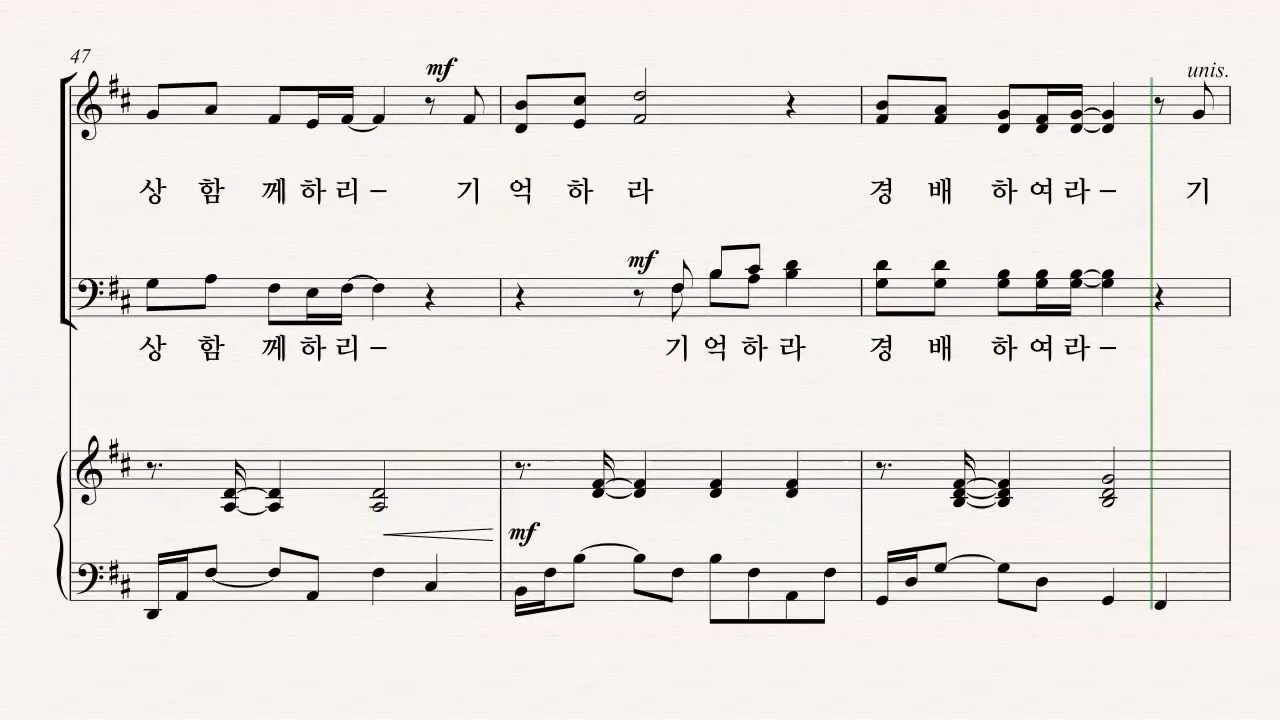 47
mf
unis.
상 함 께 하 리 – 기 억 하 라 경 배 하 여 라 – 기
mf
상 함 께 하 리 – 기 억 하 라 경 배 하 여 라 –
mf